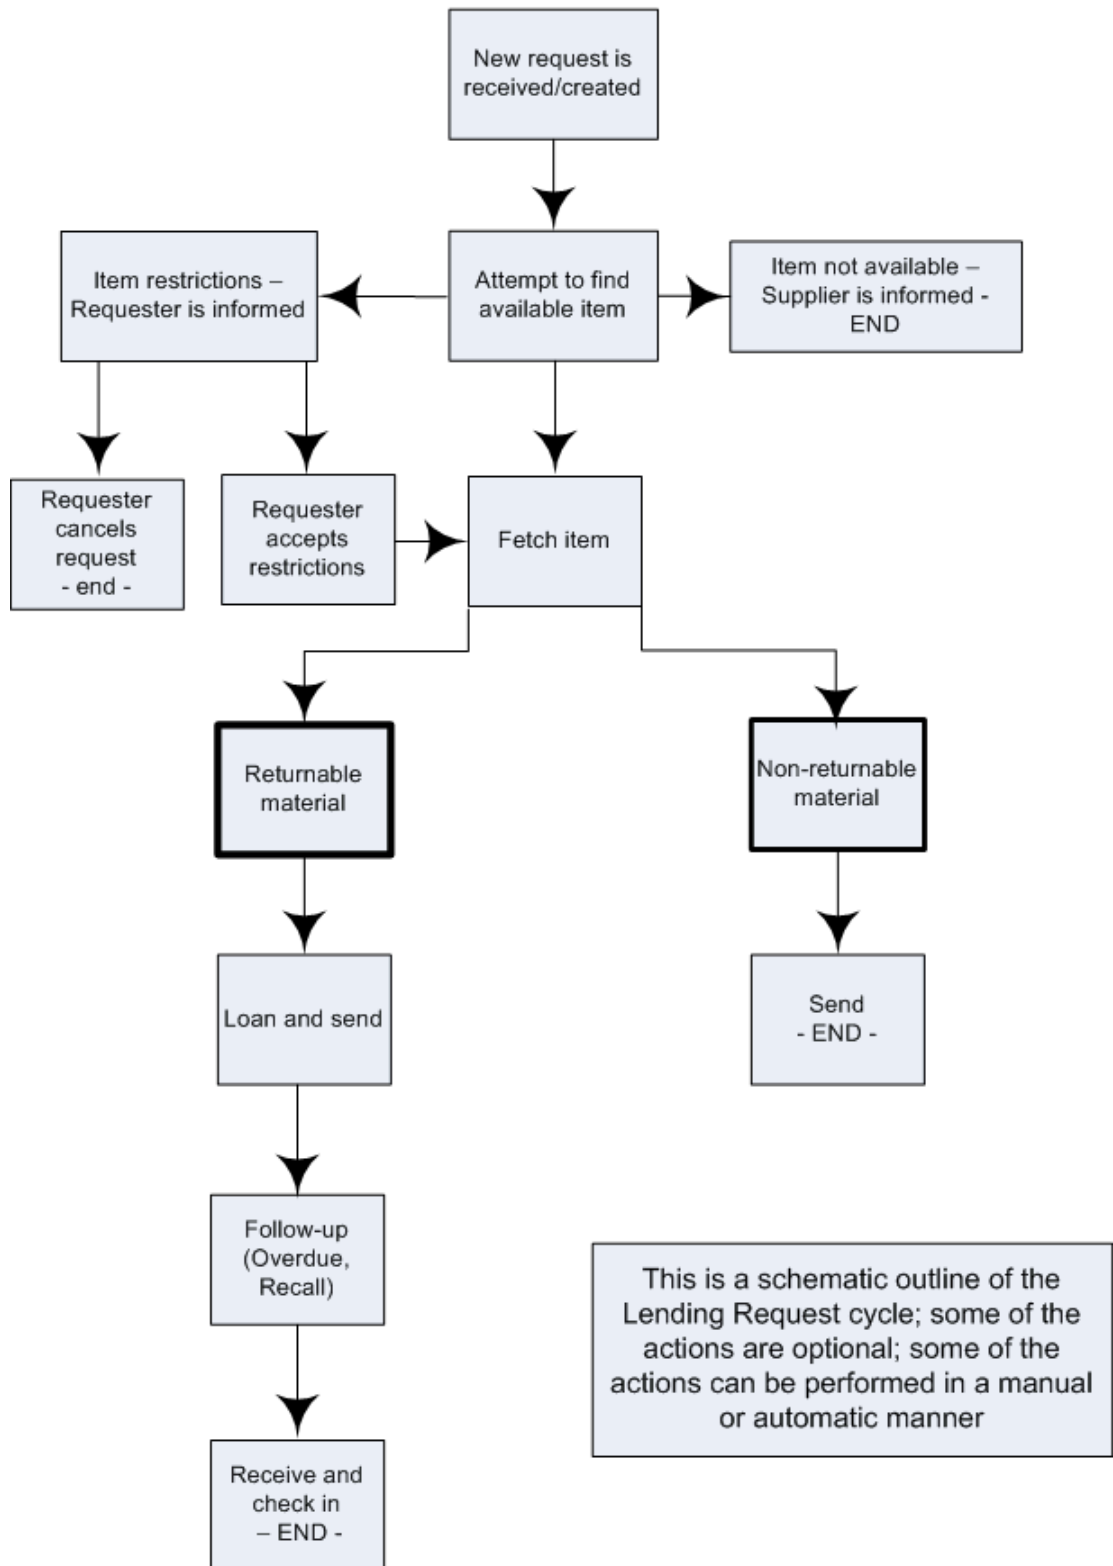 New request is
received/created
Item restrictions –
Requester is informed
Attempt to find
available item
Item not available –
Supplier is informed -
END
Requester
cancels
request
- end -
Requester
accepts
restrictions
Fetch item
Returnable
material
Non-returnable
material
Loan and send
Send
- END -
Follow-up
(Overdue,
Recall)
This is a schematic outline of the
Lending Request cycle; some of the
actions are optional; some of the
actions can be performed in a manual
or automatic manner
Receive and
check in
– END -